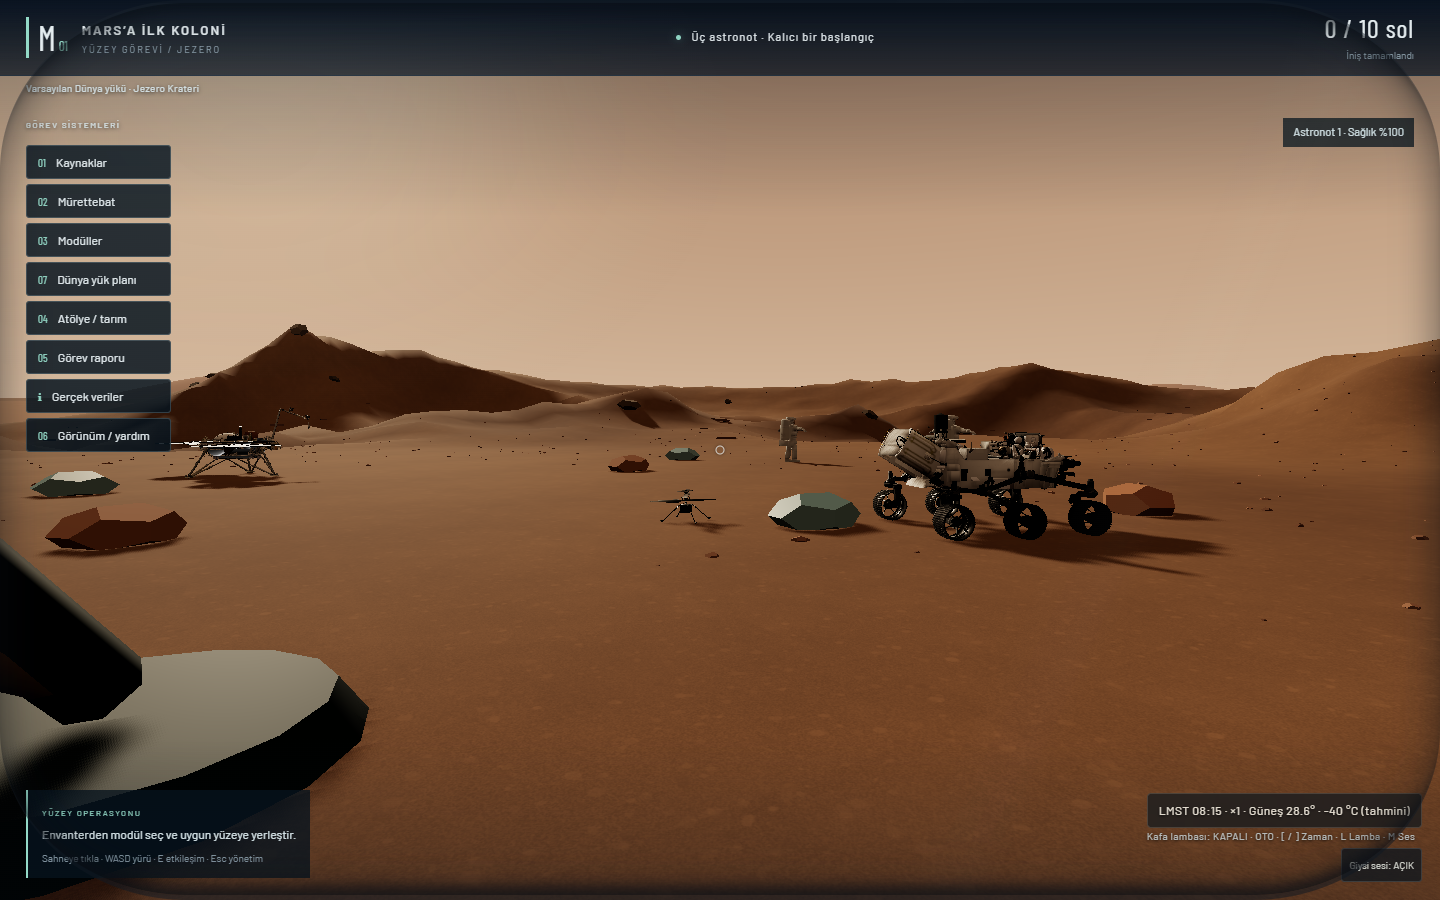 M 01
MARS'A İLK KOLONİ
YÜZEY GÖREVİ / JEZERO
Üç astronot · Kalıcı bir başlangıç
0 / 10 sol
İniş tamamlandı
Varsayılan Dünya yükü · Jezero Krateri
GÖREV SİSTEMLERİ
Astronot 1 · Sağlık %100
01 Kaynaklar
02 Mürettebat
03 Modüller
07 Dünya yük planı
04 Atölye / tarım
05 Görev raporu
i Gerçek veriler
06 Görünüm / yardım
YÜZEY OPERASYONU
Envanterden modül seç ve uygun yüzeye yerleştir.
Sahneye tıkla · WASD yürü · E etkileşim · Esc yönetim
LMST 08:15 · ×1 · Güneş 28.6° · -40 °C (tahmini)
Kafa lambası: KAPALI · OTO · [ / ] Zaman · L Lamba · M Ses
Giysi sesi: AÇIK